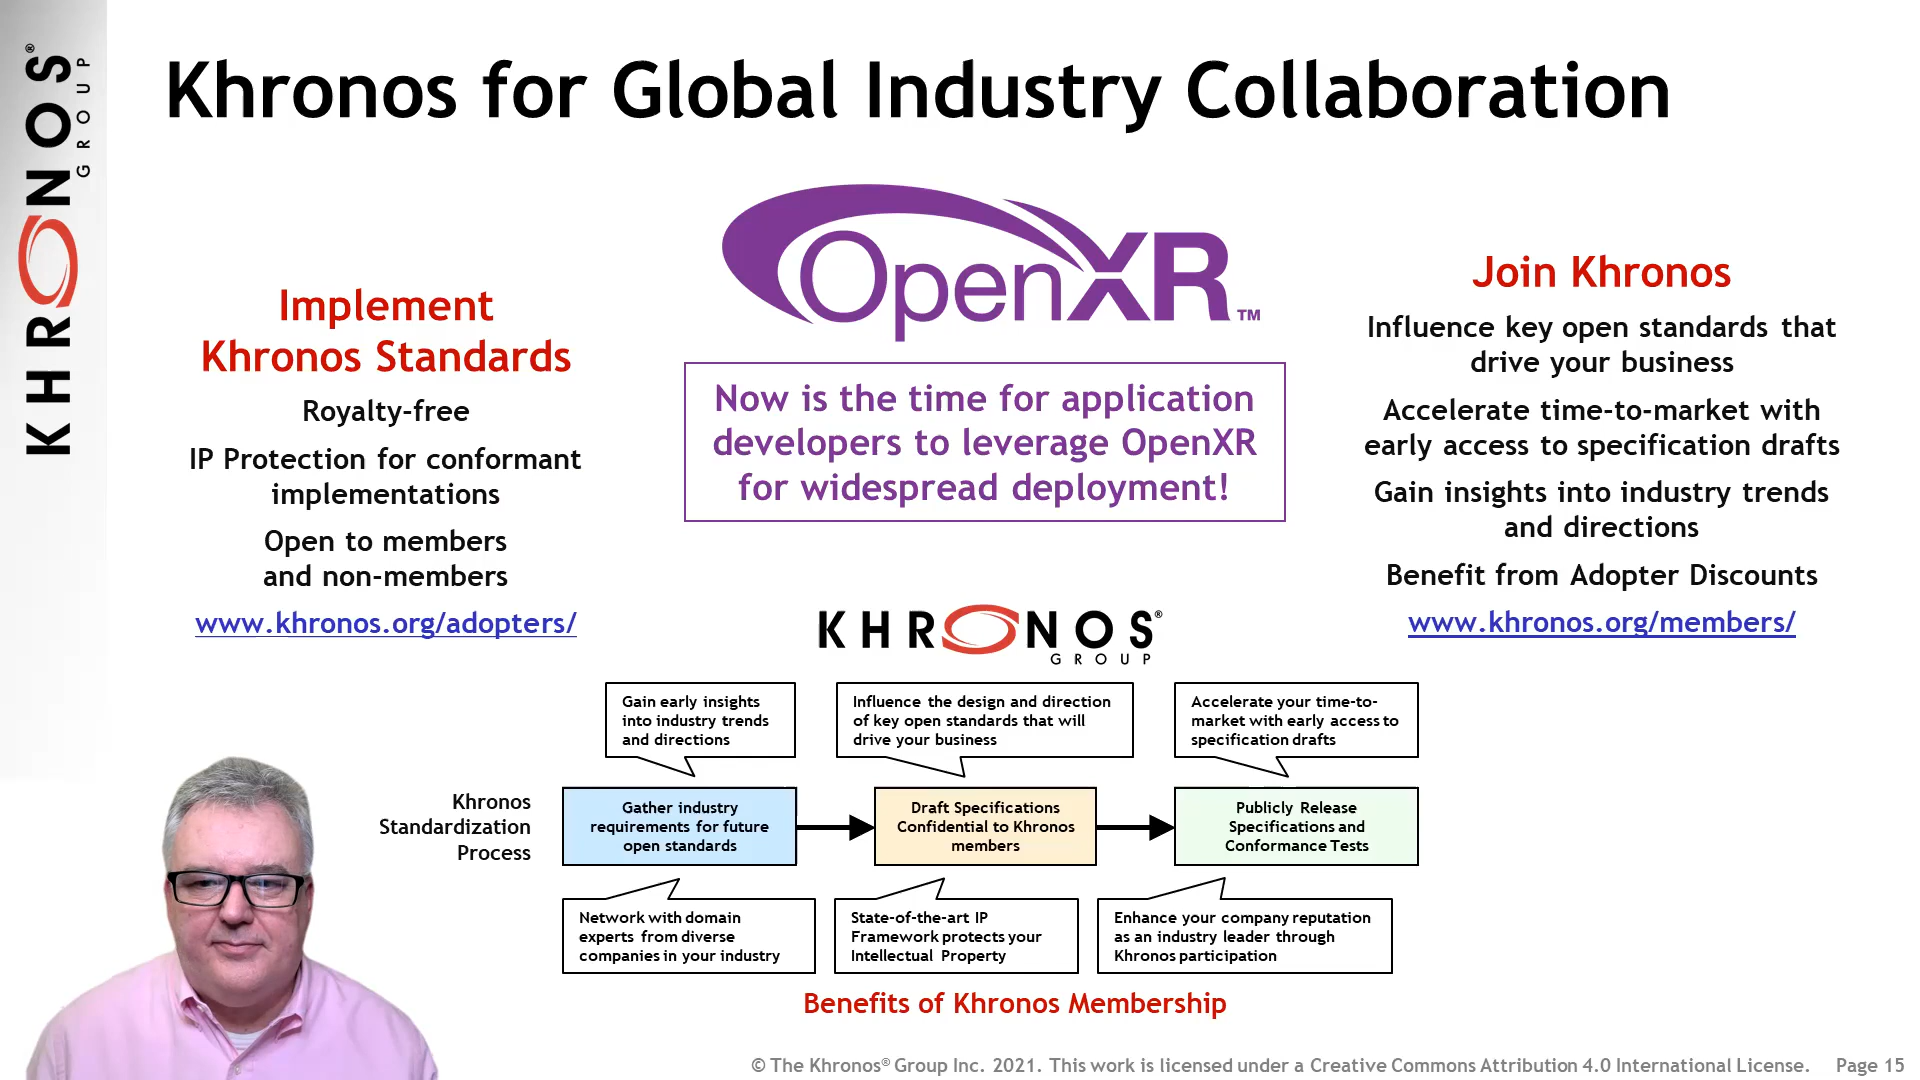 KHRONOS®
GROUP
Khronos for Global Industry Collaboration
OpenXR™
Implement
Khronos Standards
Royalty-free
IP Protection for conformant
implementations
Open to members
and non-members
www.khronos.org/adopters/
Now is the time for application
developers to leverage OpenXR
for widespread deployment!
Join Khronos
Influence key open standards that
drive your business
Accelerate time-to-market with
early access to specification drafts
Gain insights into industry trends
and directions
Benefit from Adopter Discounts
www.khronos.org/members/
KHRONOS®
GROUP
Gain early insights
into industry trends
and directions
Influence the design and direction
of key open standards that will
drive your business
Accelerate your time-to-
market with early access to
specification drafts
Khronos
Standardization
Process
Gather industry
requirements for future
open standards
Draft Specifications
Confidential to Khronos
members
Publicly Release
Specifications and
Conformance Tests
Network with domain
experts from diverse
companies in your industry
State-of-the-art IP
Framework protects your
Intellectual Property
Enhance your company reputation
as an industry leader through
Khronos participation
Benefits of Khronos Membership
© The Khronos® Group Inc. 2021. This work is licensed under a Creative Commons Attribution 4.0 International License. Page 15